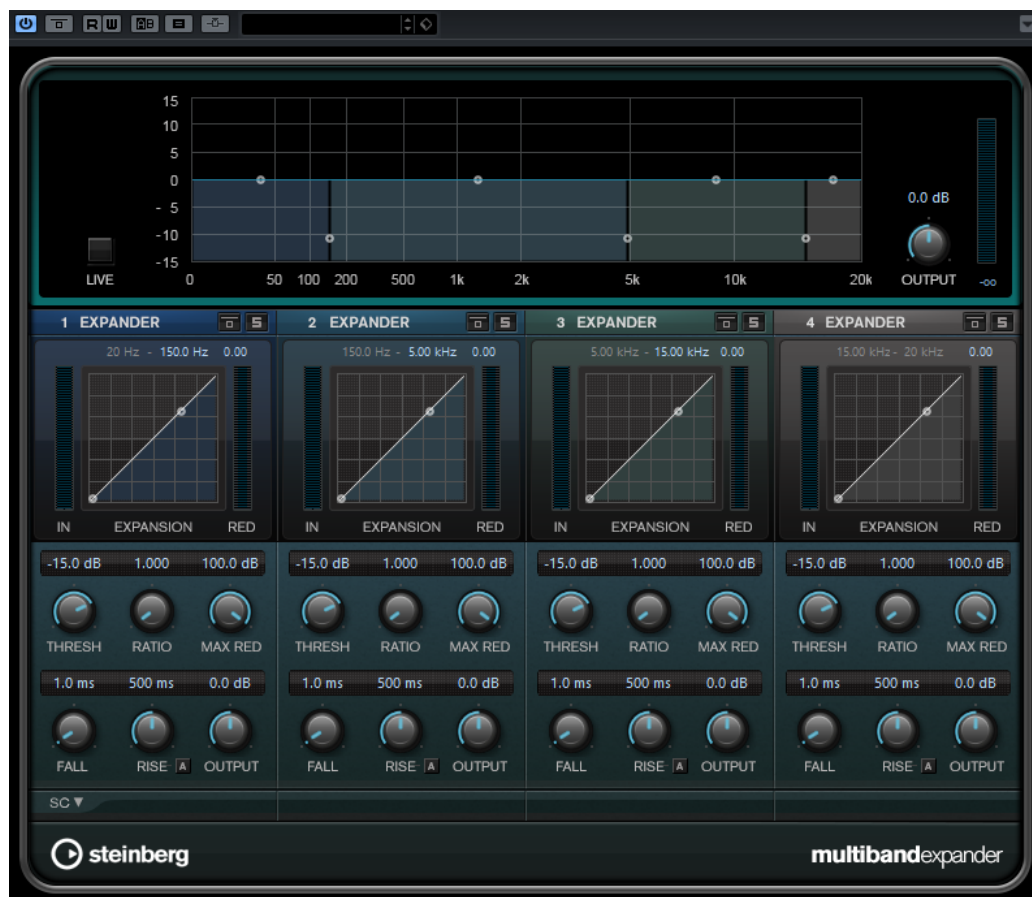 R W AB
15
10
5
0
- 5
-10
-15
0 50 100 200 500 1k 2k 5k 10k 20k
LIVE
0.0 dB
OUTPUT
-∞
1 EXPANDER S 2 EXPANDER S 3 EXPANDER S 4 EXPANDER S
20 Hz - 150.0 Hz 0.00 150.0 Hz - 5.00 kHz 0.00 5.00 kHz - 15.00 kHz 0.00 15.00 kHz - 20 kHz 0.00
IN EXPANSION RED IN EXPANSION RED IN EXPANSION RED IN EXPANSION RED
-15.0 dB 1.000 100.0 dB -15.0 dB 1.000 100.0 dB -15.0 dB 1.000 100.0 dB -15.0 dB 1.000 100.0 dB
THRESH RATIO MAX RED THRESH RATIO MAX RED THRESH RATIO MAX RED THRESH RATIO MAX RED
1.0 ms 500 ms 0.0 dB 1.0 ms 500 ms 0.0 dB 1.0 ms 500 ms 0.0 dB 1.0 ms 500 ms 0.0 dB
FALL RISE A OUTPUT FALL RISE A OUTPUT FALL RISE A OUTPUT FALL RISE A OUTPUT
SC ▼
steinberg multibandexpander